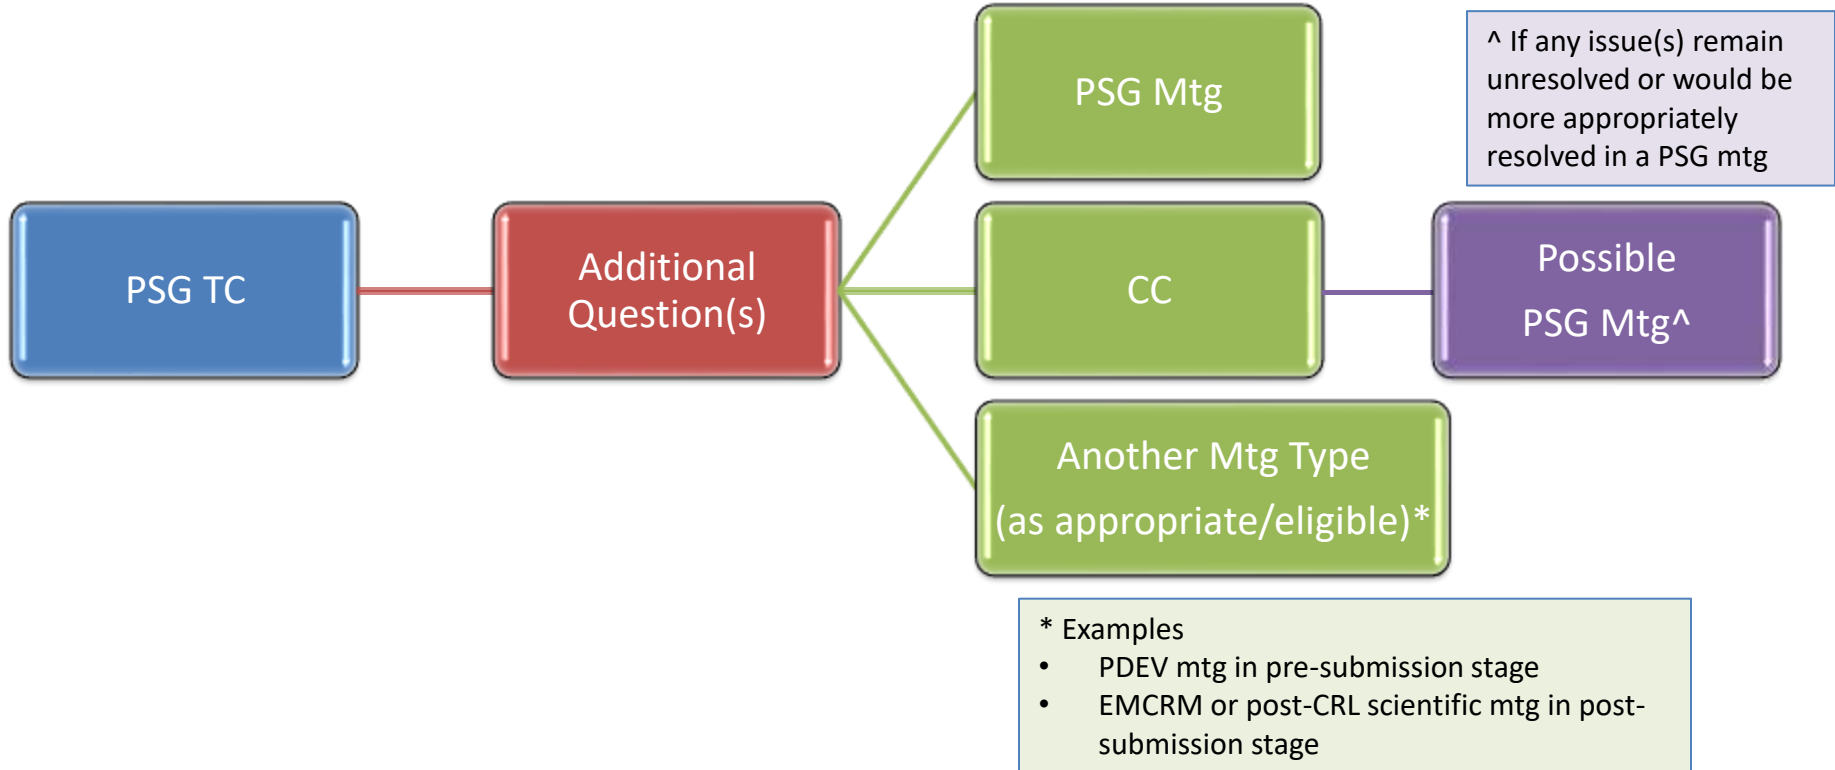 PSG TC
Additional
Question(s)
PSG Mtg
CC
Another Mtg Type
(as appropriate/eligible)*
Possible
PSG Mtg^
^ If any issue(s) remain
unresolved or would be
more appropriately
resolved in a PSG mtg
* Examples
• PDEV mtg in pre-submission stage
• EMCRM or post-CRL scientific mtg in post-
submission stage